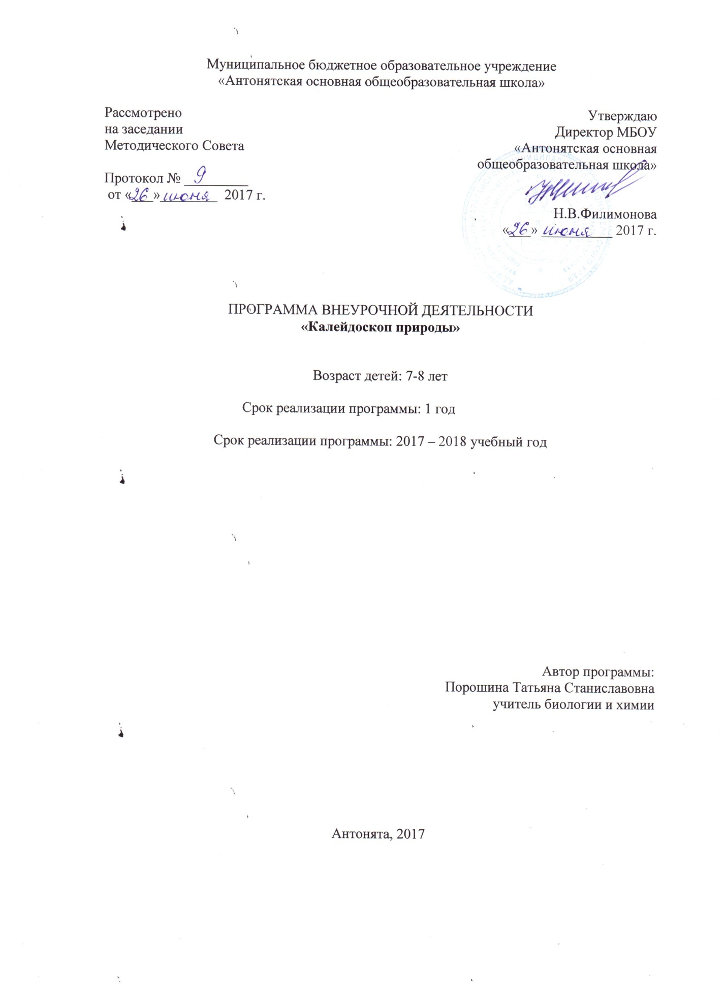 Муниципальное бюджетное образовательное учреждение
«Антонятская основная общеобразовательная школа»
Рассмотрено
на заседании
Методического Совета
Протокол № 9
от «26» июня 2017 г.
Утверждаю
Директор МБОУ
«Антонятская основная
общеобразовательная школа»
Н.В.Филимонова
«26» июня 2017 г.
ПРОГРАММА ВНЕУРОЧНОЙ ДЕЯТЕЛЬНОСТИ
«Калейдоскоп природы»
Возраст детей: 7-8 лет
Срок реализации программы: 1 год
Срок реализации программы: 2017 – 2018 учебный год
Автор программы:
Порошина Татьяна Станиславовна
учитель биологии и химии
Антонята, 2017